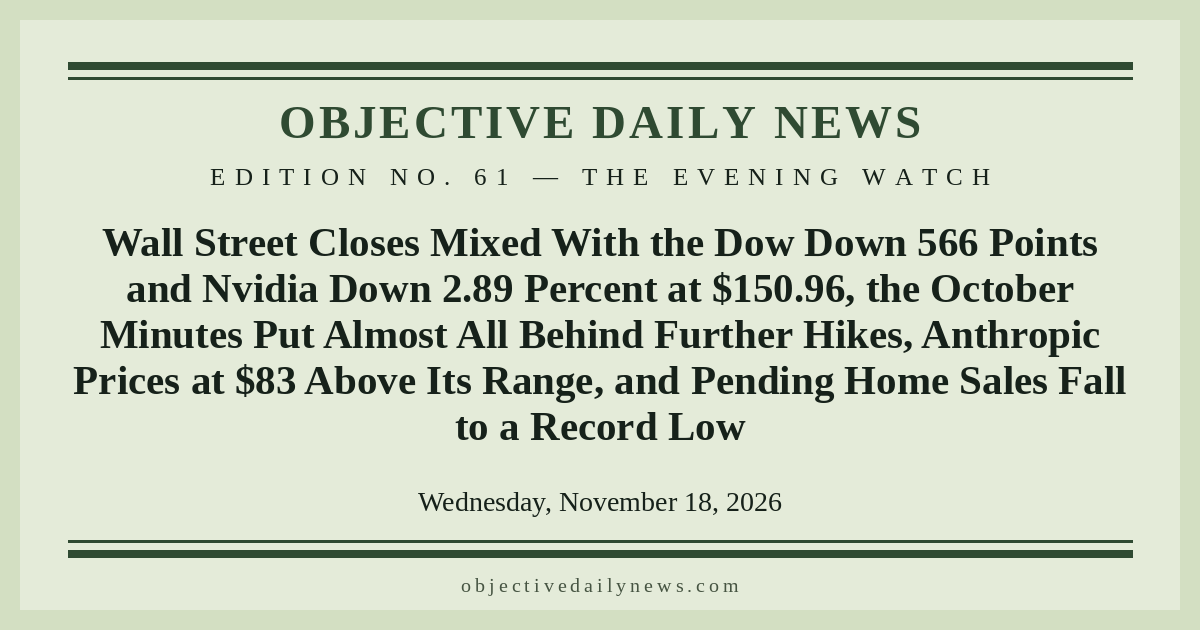 OBJECTIVE DAILY NEWS
EDITION NO. 61 — THE EVENING WATCH
Wall Street Closes Mixed With the Dow Down 566 Points
and Nvidia Down 2.89 Percent at $150.96, the October
Minutes Put Almost All Behind Further Hikes, Anthropic
Prices at $83 Above Its Range, and Pending Home Sales Fall
to a Record Low
Wednesday, November 18, 2026
objectivedailynews.com